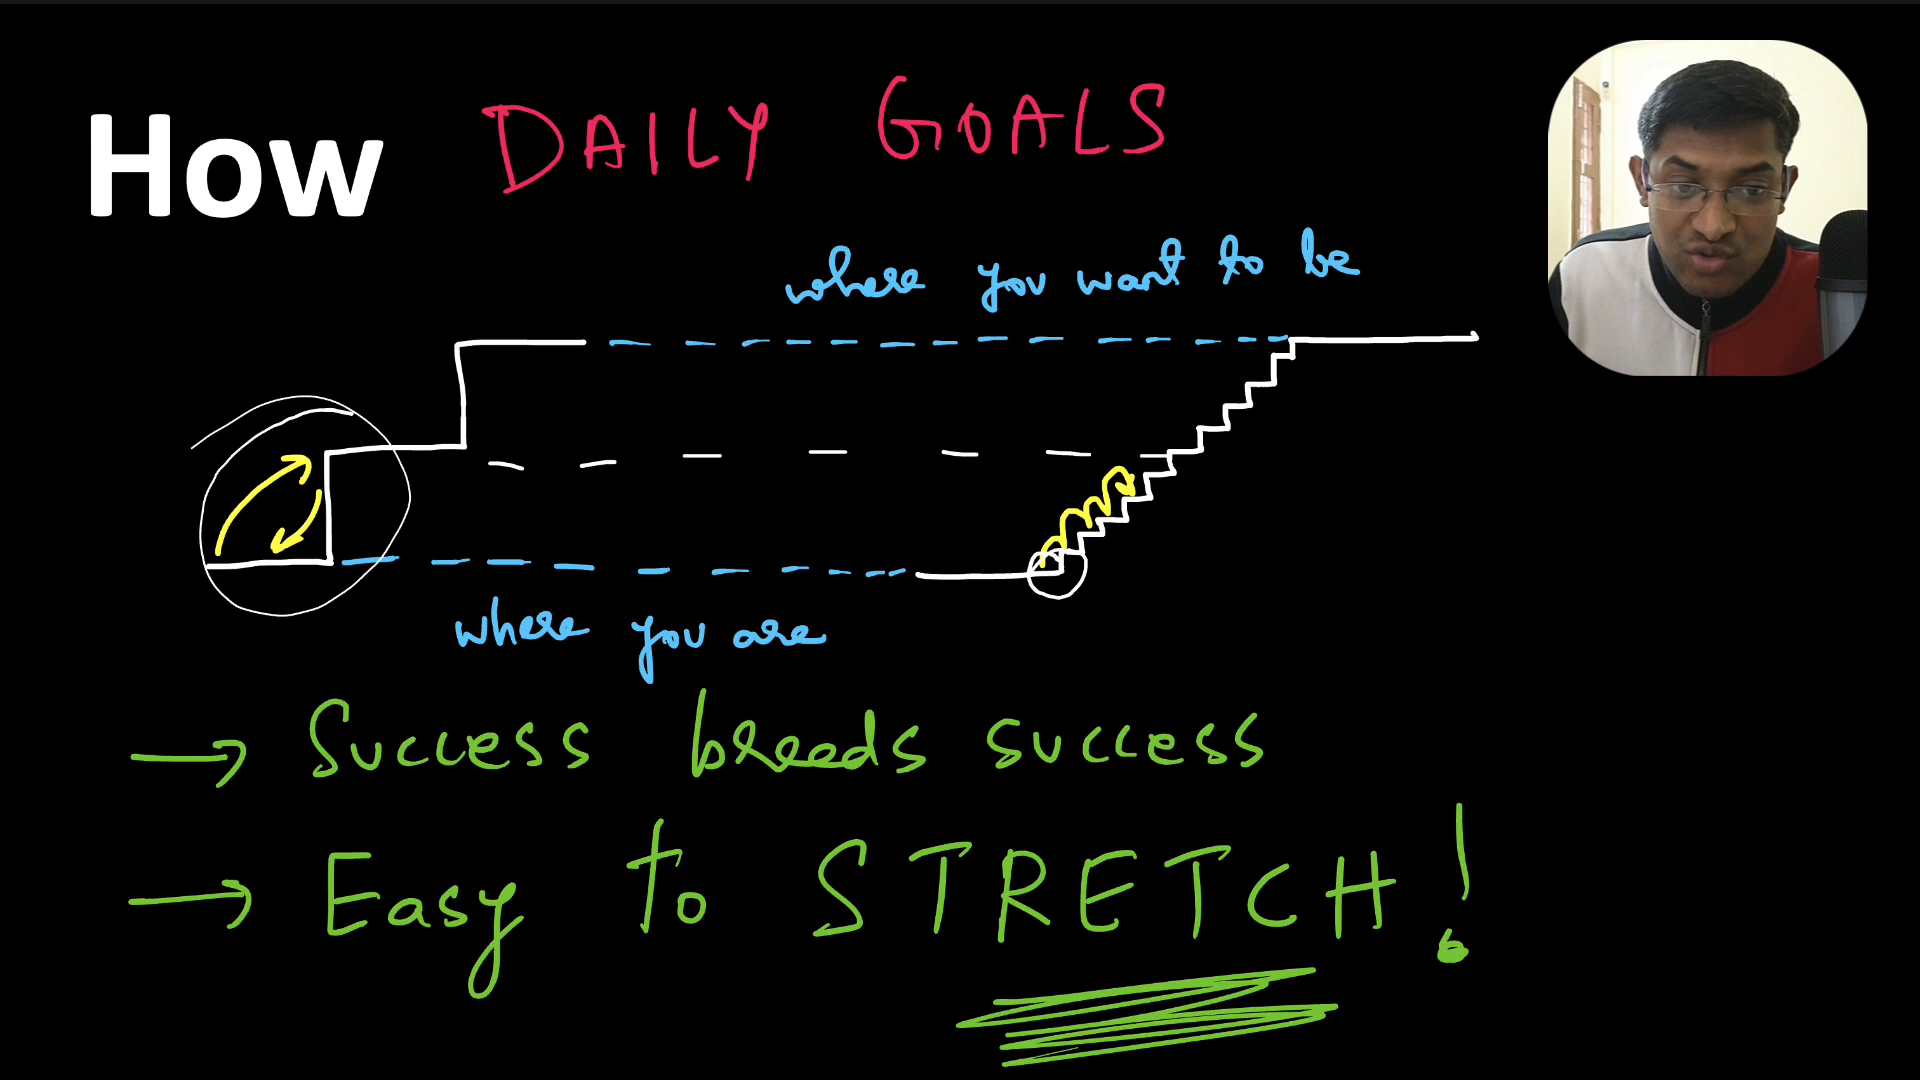 How DAILY GOALS
where you want to be
where you are
→ Success breeds success
→ Easy to STRETCH!